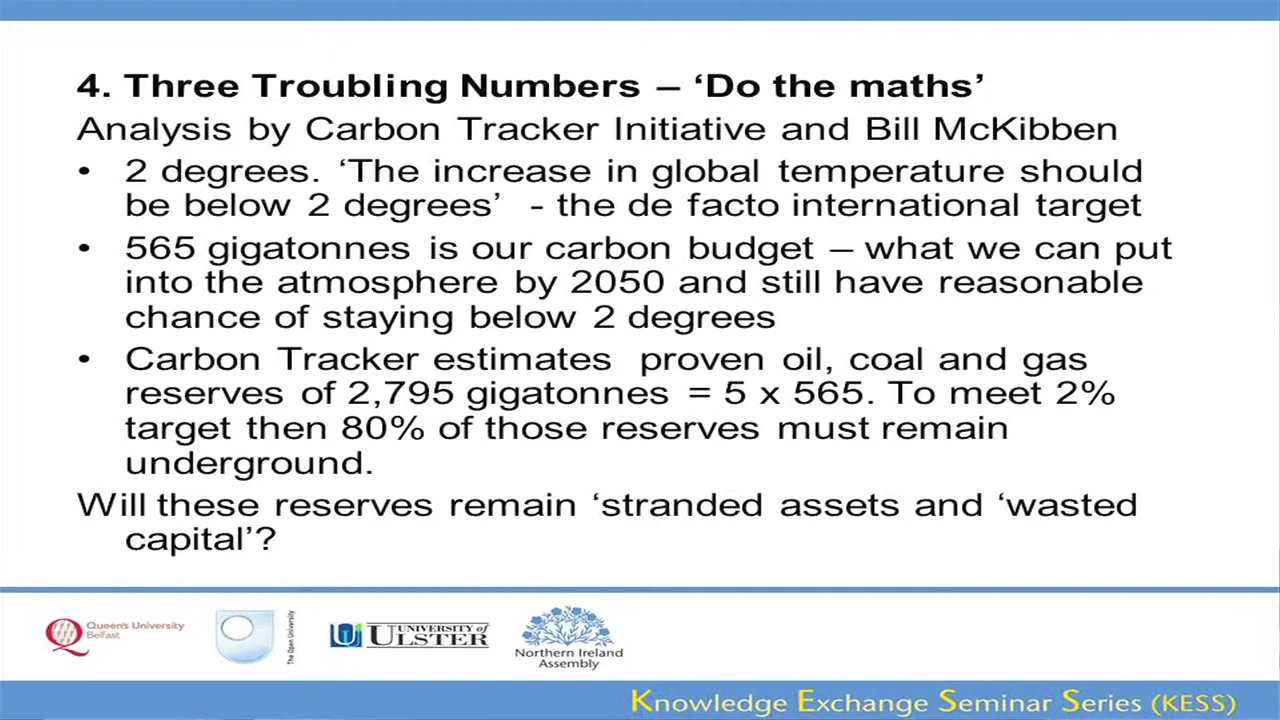 4. Three Troubling Numbers – ‘Do the maths’
Analysis by Carbon Tracker Initiative and Bill McKibben
• 2 degrees. ‘The increase in global temperature should
be below 2 degrees’ - the de facto international target
• 565 gigatonnes is our carbon budget – what we can put
into the atmosphere by 2050 and still have reasonable
chance of staying below 2 degrees
• Carbon Tracker estimates proven oil, coal and gas
reserves of 2,795 gigatonnes = 5 x 565. To meet 2%
target then 80% of those reserves must remain
underground.
Will these reserves remain ‘stranded assets and ‘wasted
capital’?
Queen's University
Belfast
The Open University
UNIVERSITY of
ULSTER
Northern Ireland
Assembly
Knowledge Exchange Seminar Series (KESS)